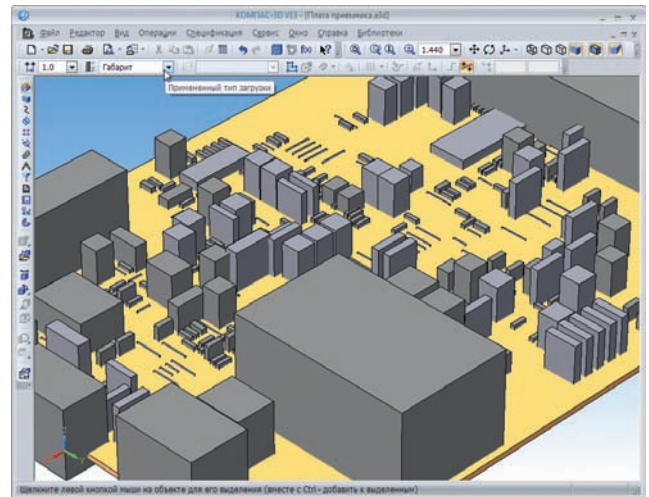 КОМПАС-3D V13 - [Плата приемника.a3d]
Файл Редактор Вид Операции Спецификация Сервис Окно Справка Библиотеки
1.440
1.0 Габарит
Примененный тип загрузки
Щелкните левой кнопкой мыши на объекте для его выделения (вместе с Ctrl - добавить к выделенным)